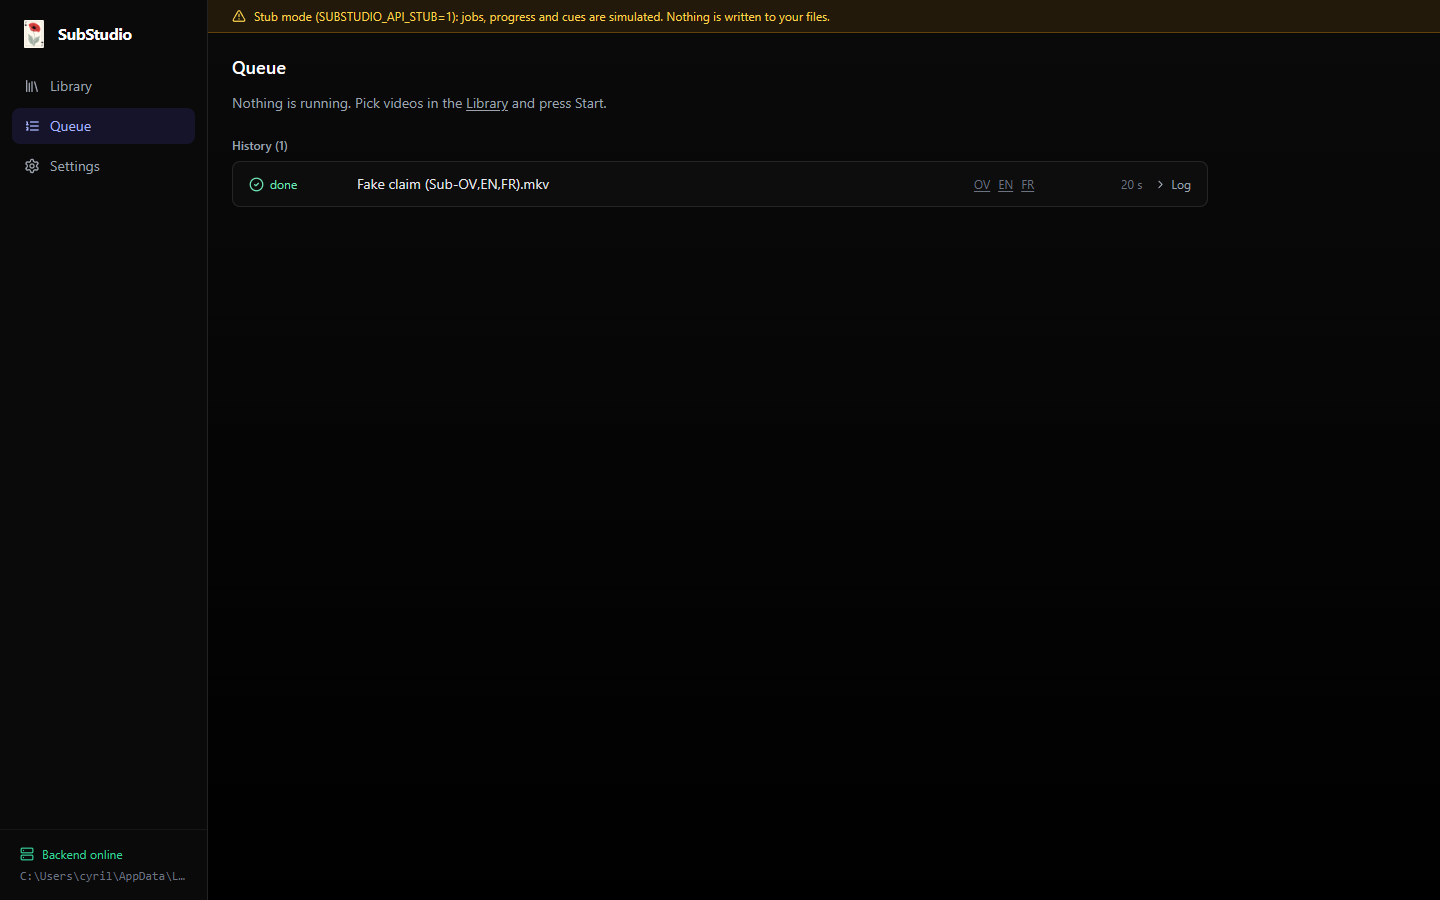 Stub mode (SUBSTUDIO_API_STUB=1): jobs, progress and cues are simulated. Nothing is written to your files.
SubStudio
Library
Queue
Settings
Queue
Nothing is running. Pick videos in the Library and press Start.
History (1)
done Fake claim (Sub-OV,EN,FR).mkv OV EN FR 20 s Log
Backend online
C:\Users\cyril\AppData\L…